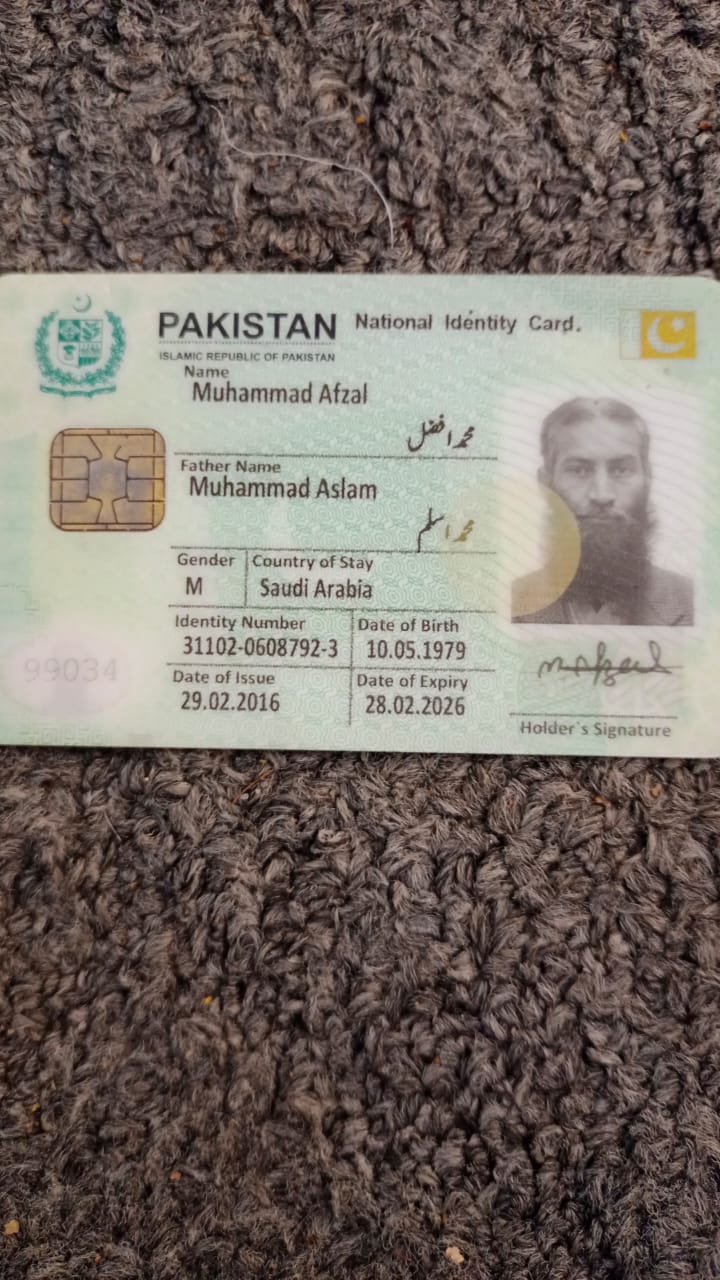 PAKISTAN National Identity Card.
ISLAMIC REPUBLIC OF PAKISTAN
Name
Muhammad Afzal
محمد افضل
Father Name
Muhammad Aslam
محمد اسلم
Gender Country of Stay
M Saudi Arabia
Identity Number Date of Birth
31102-0608792-3 10.05.1979
99034
Date of Issue Date of Expiry
29.02.2016 28.02.2026
Holder's Signature